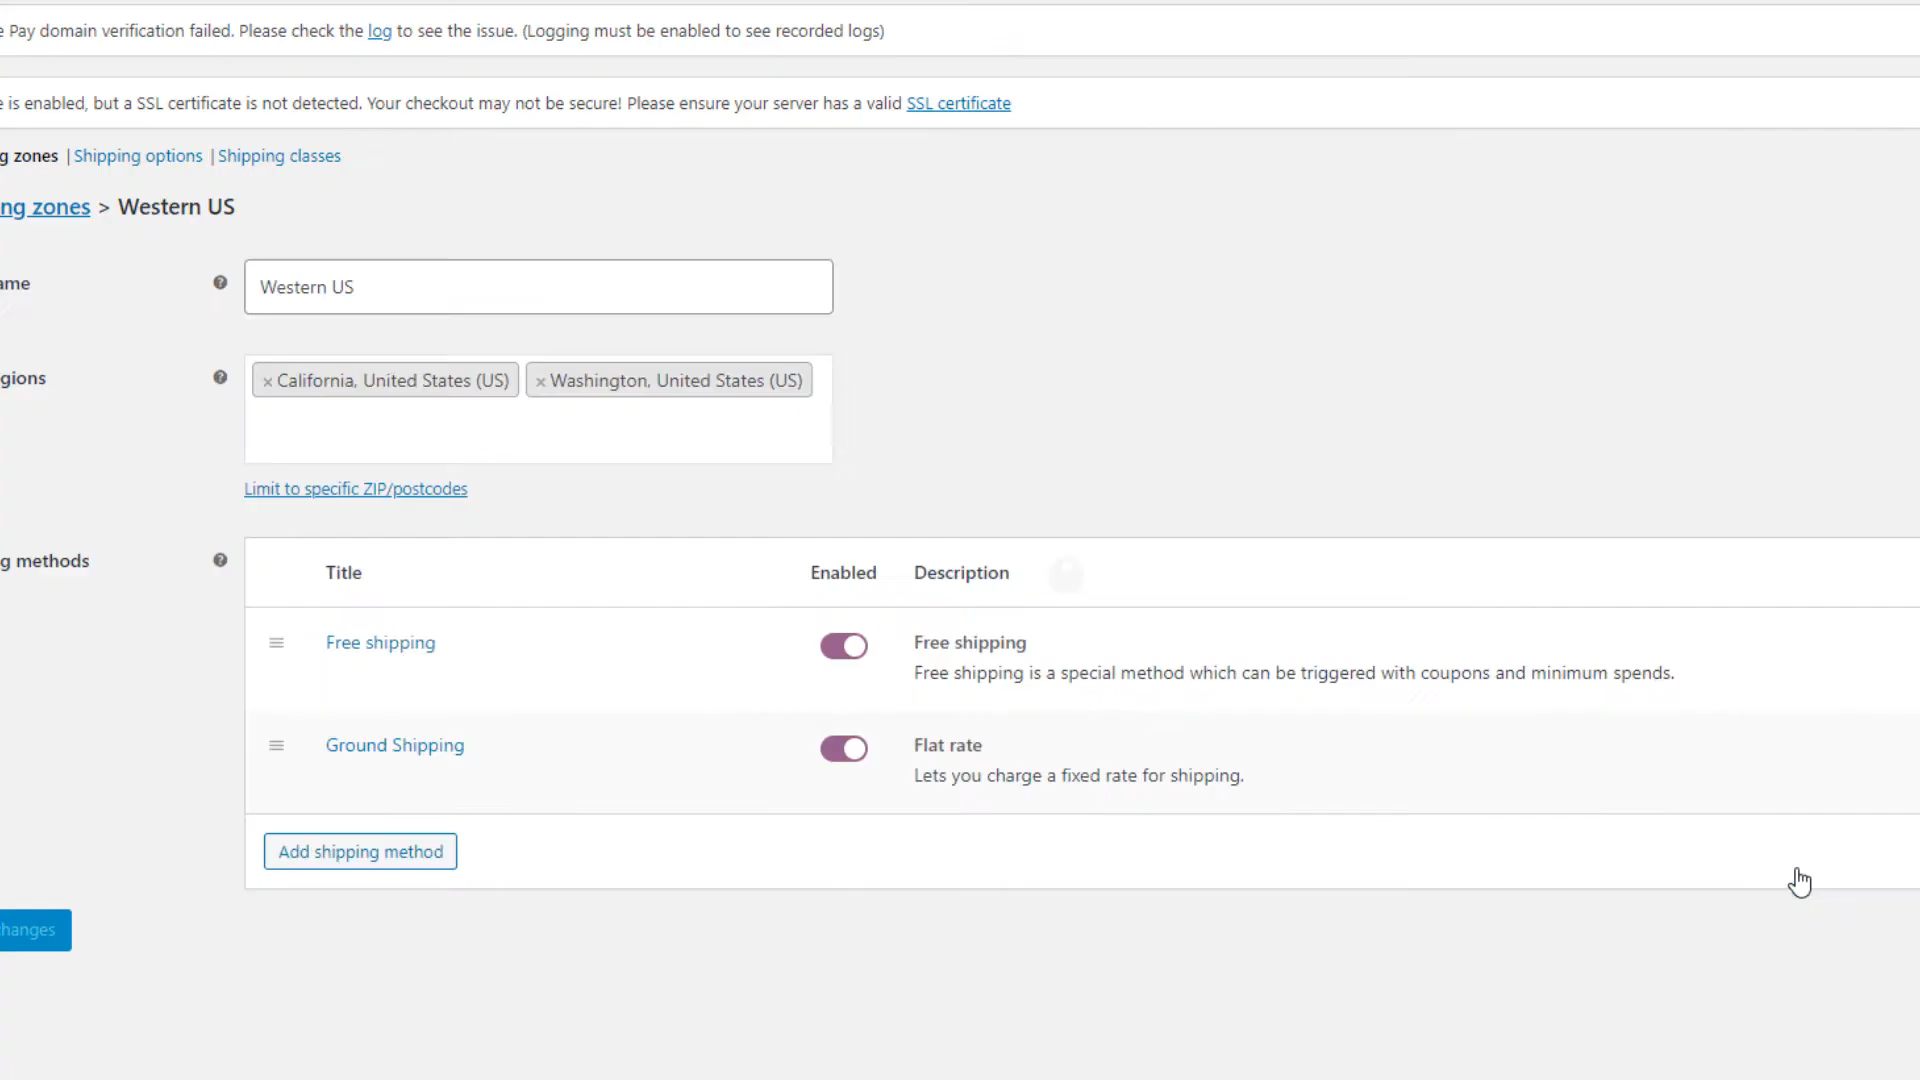 e Pay domain verification failed. Please check the log to see the issue. (Logging must be enabled to see recorded logs)
e is enabled, but a SSL certificate is not detected. Your checkout may not be secure! Please ensure your server has a valid SSL certificate
g zones | Shipping options | Shipping classes
ng zones > Western US
ame
Western US
gions
× California, United States (US) × Washington, United States (US)
Limit to specific ZIP/postcodes
g methods
Title Enabled Description
Free shipping Free shipping
Free shipping is a special method which can be triggered with coupons and minimum spends.
Ground Shipping Flat rate
Lets you charge a fixed rate for shipping.
Add shipping method
hanges